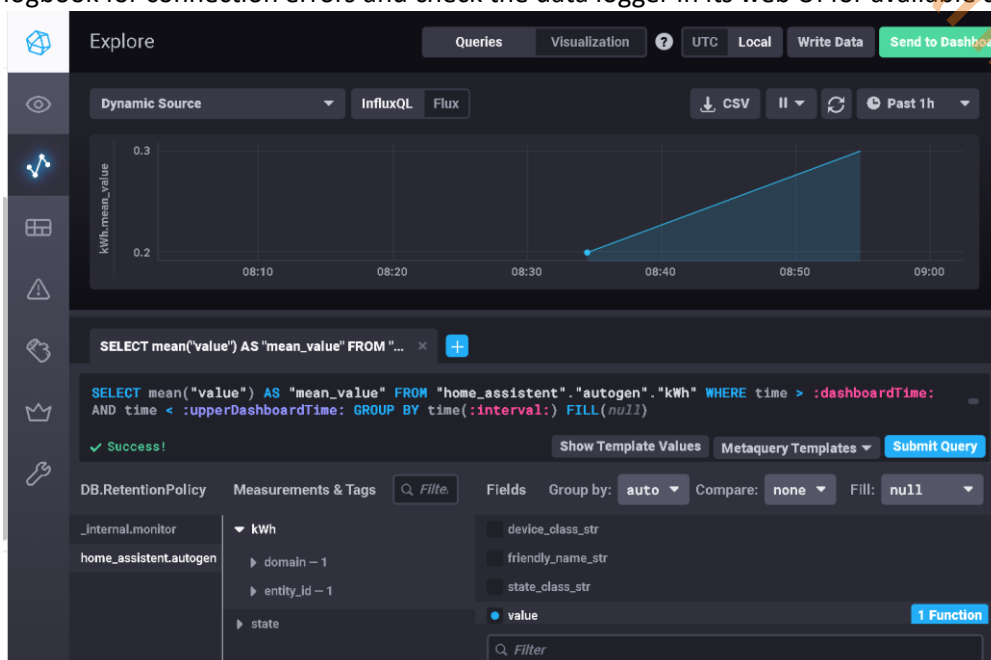 logbook for connection errors and check the data logger in its web UI for available
Explore
Queries Visualization ? UTC Local Write Data Send to Dashboa
Dynamic Source InfluxQL Flux CSV Past 1h
kWh.mean_value
0.3
0.2
08:10 08:20 08:30 08:40 08:50 09:00
SELECT mean("value") AS "mean_value" FROM "... × +
SELECT mean("value") AS "mean_value" FROM "home_assistent"."autogen"."kWh" WHERE time > :dashboardTime:
AND time < :upperDashboardTime: GROUP BY time(:interval:) FILL(null)
✓ Success! Show Template Values Metaquery Templates Submit Query
DB.RetentionPolicy Measurements & Tags Filte. Fields Group by: auto Compare: none Fill: null
_internal.monitor kWh device_class_str
home_assistent.autogen domain – 1 friendly_name_str
entity_id – 1 state_class_str
state value 1 Function
Filter